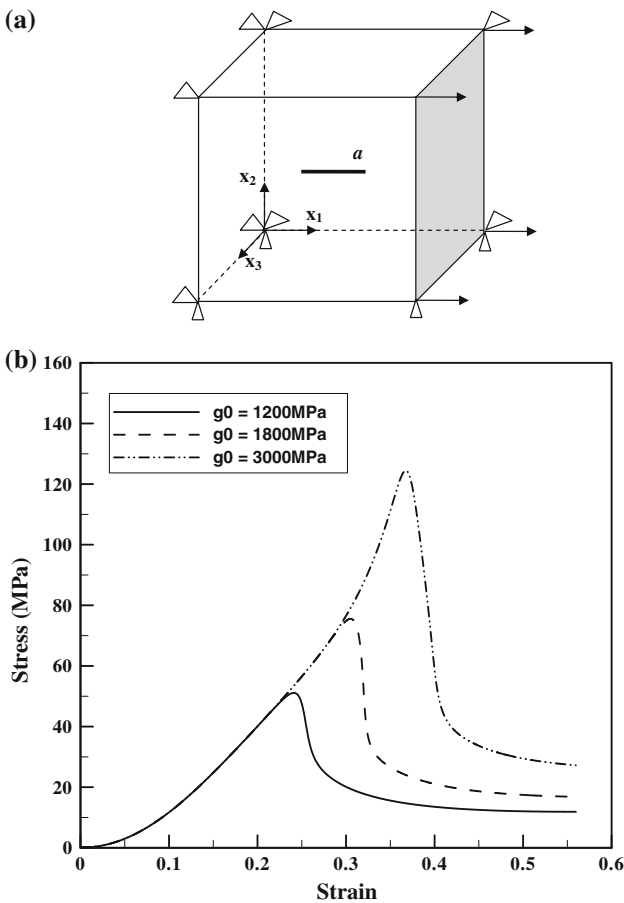 (a)
a
x2
x1
x3
(b)
160
140
120
100
80
60
40
20
0
Stress (MPa)
g0 = 1200MPa
g0 = 1800MPa
g0 = 3000MPa
0 0.1 0.2 0.3 0.4 0.5 0.6
Strain